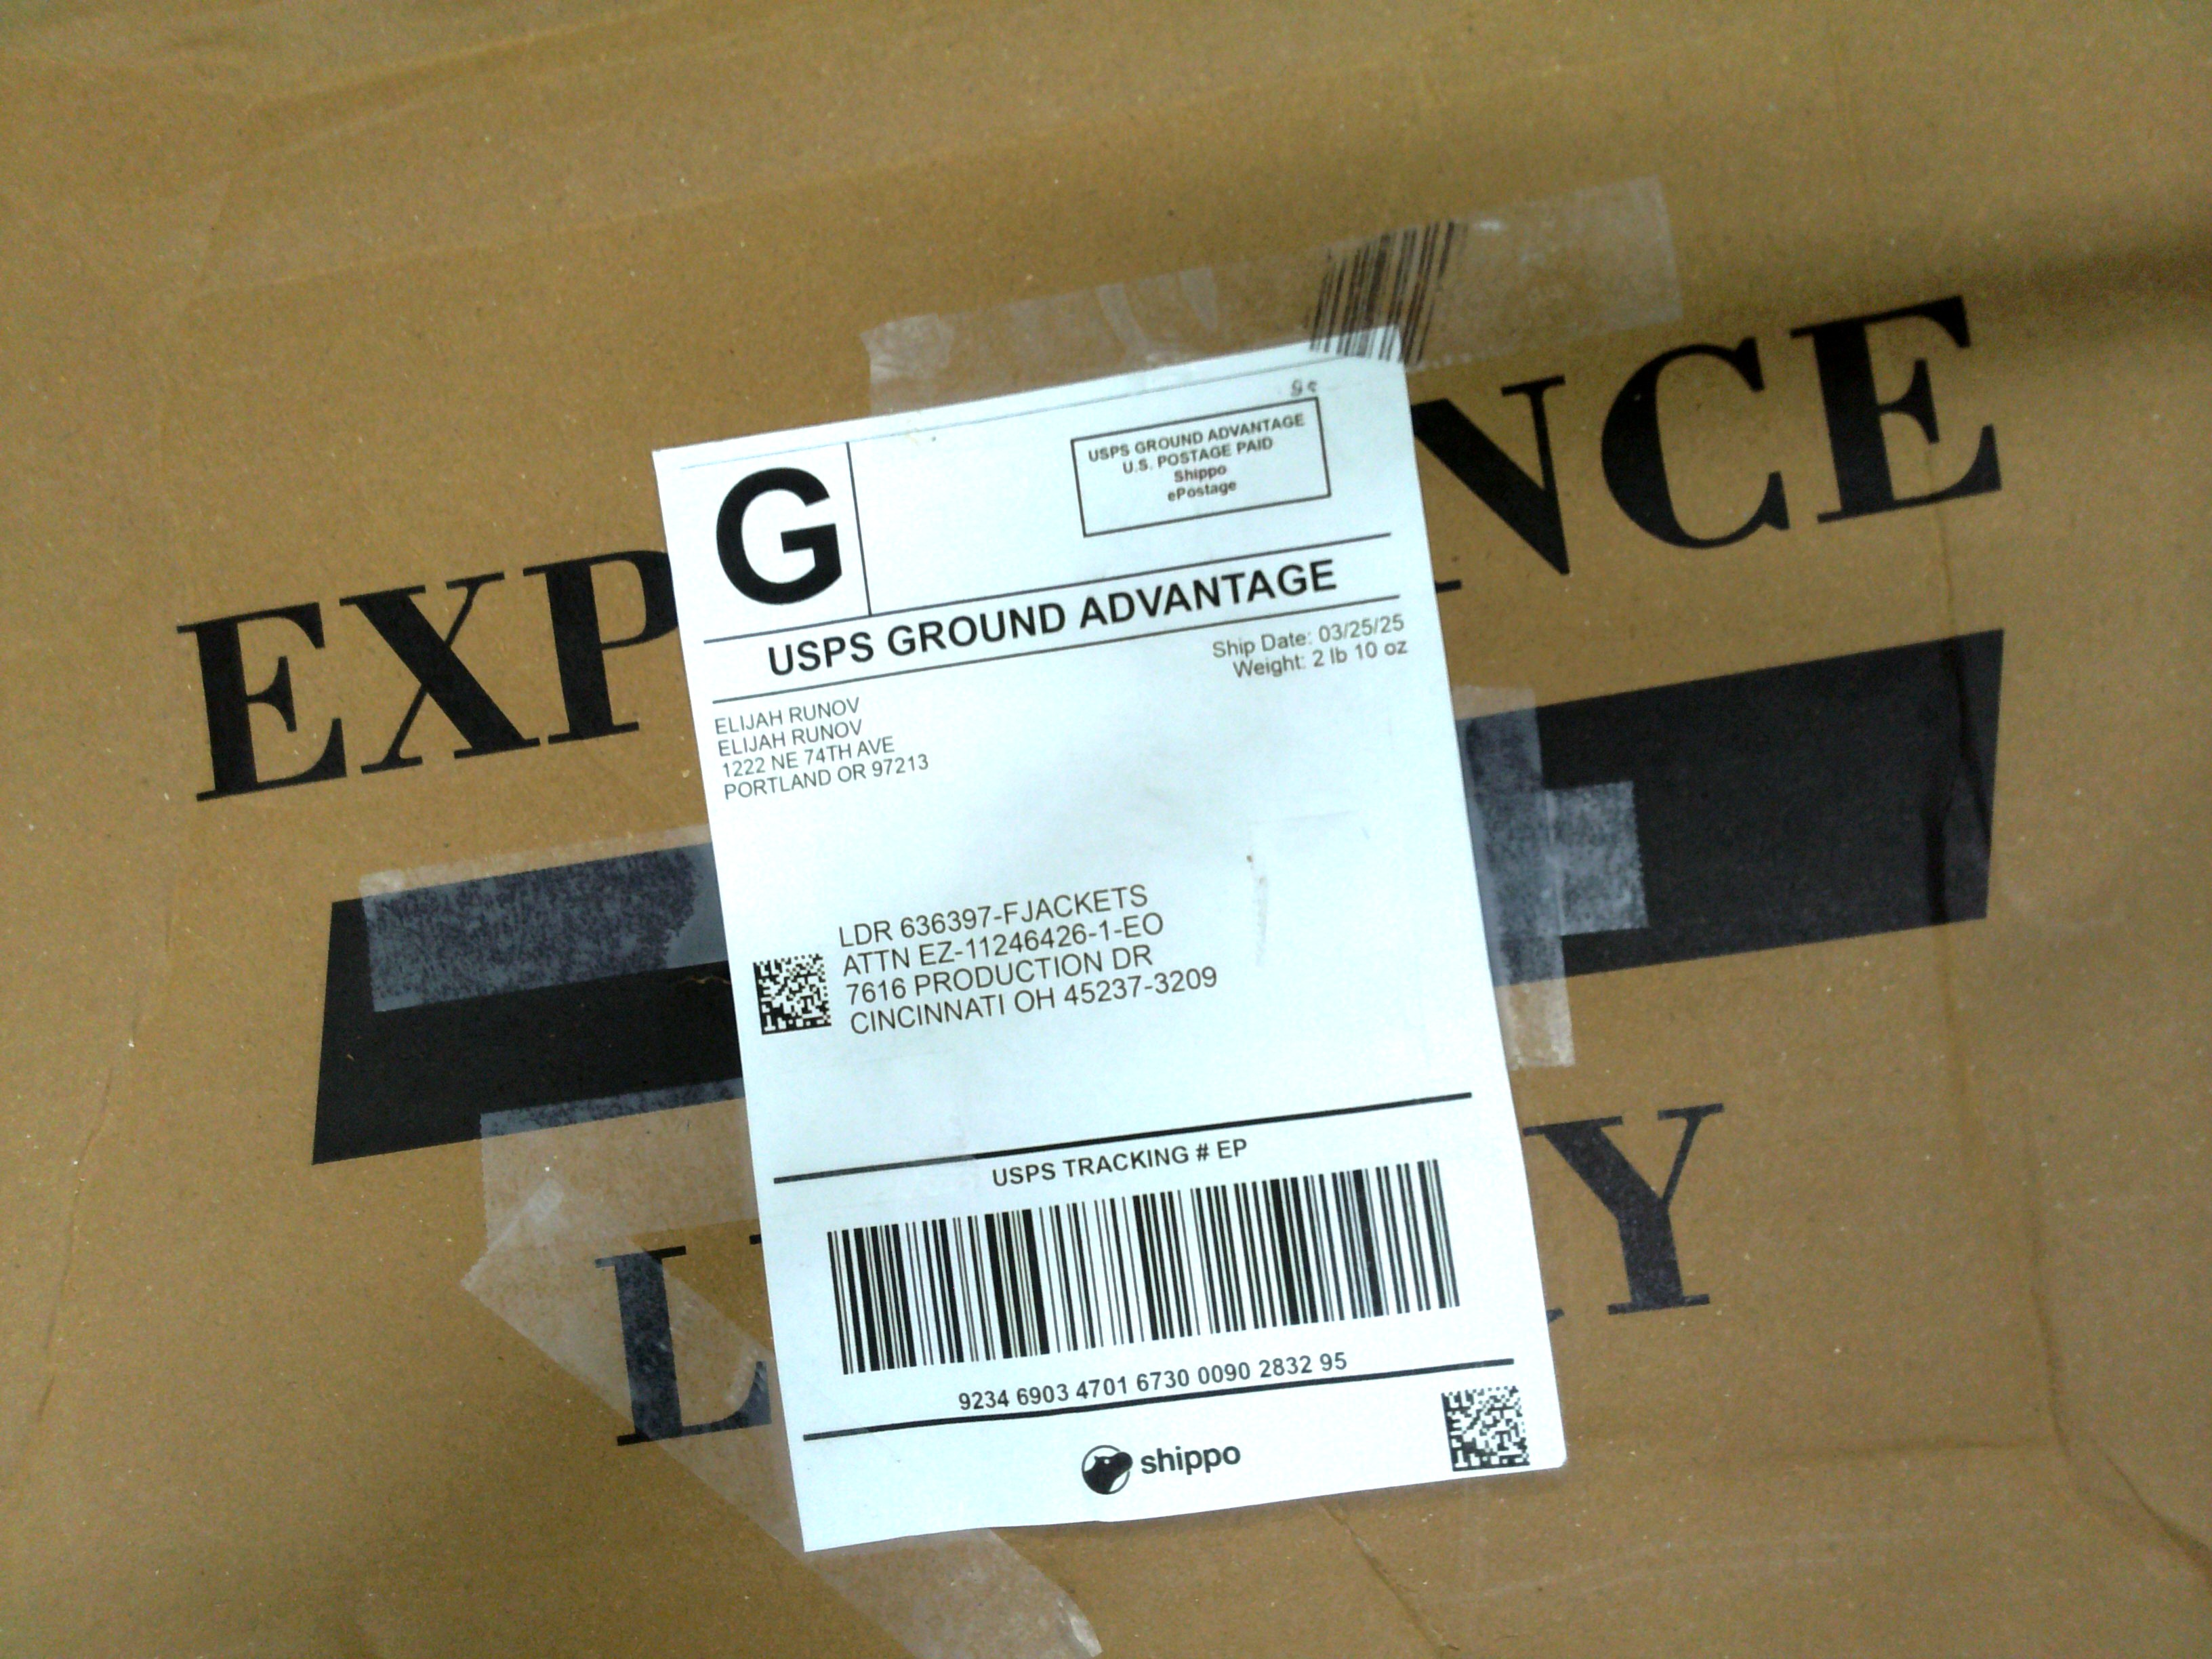 EXP
NCE
L
Y
G
9¢
USPS GROUND ADVANTAGE
U.S. POSTAGE PAID
Shippo
ePostage
USPS GROUND ADVANTAGE
Ship Date: 03/25/25
Weight: 2 lb 10 oz
ELIJAH RUNOV
ELIJAH RUNOV
1222 NE 74TH AVE
PORTLAND OR 97213
LDR 636397-FJACKETS
ATTN EZ-11246426-1-EO
7616 PRODUCTION DR
CINCINNATI OH 45237-3209
USPS TRACKING # EP
9234 6903 4701 6730 0090 2832 95
shippo